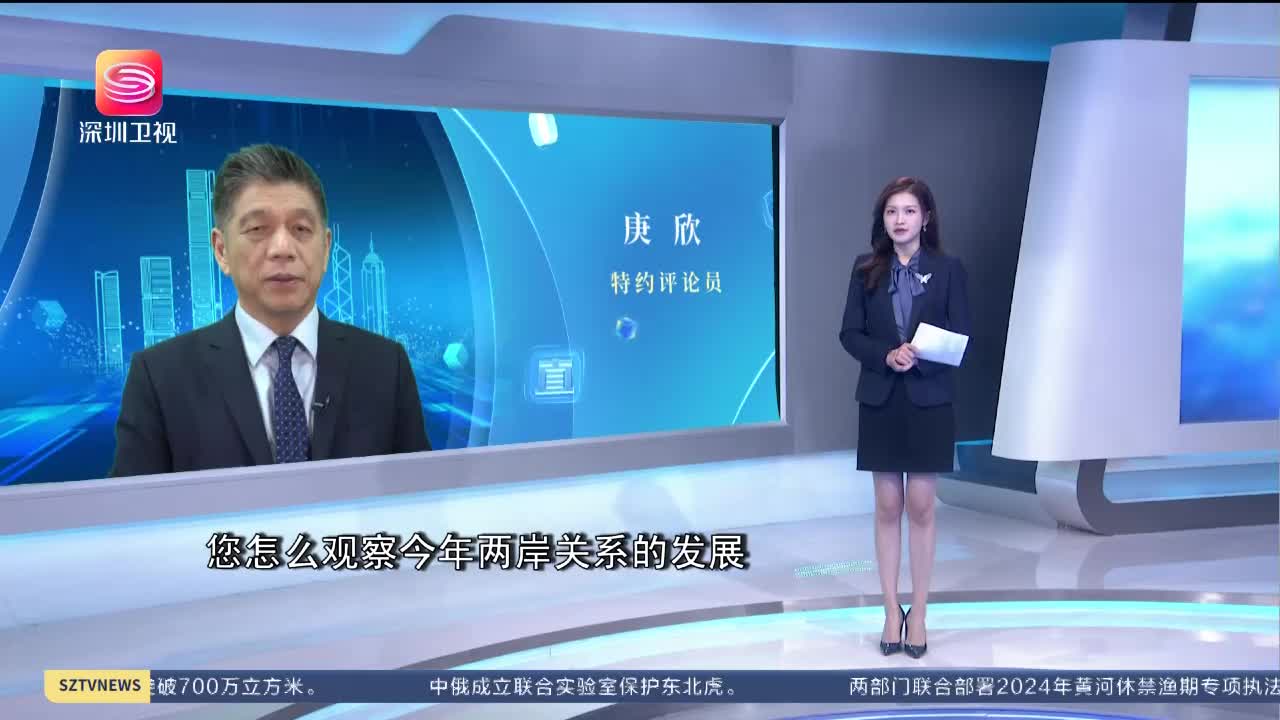 深圳卫视
庚欣
特约评论员
宣
您怎么观察今年两岸关系的发展
SZTVNEWS
破700万立方米。
中俄成立联合实验室保护东北虎。
两部门联合部署2024年黄河休禁渔期专项执法